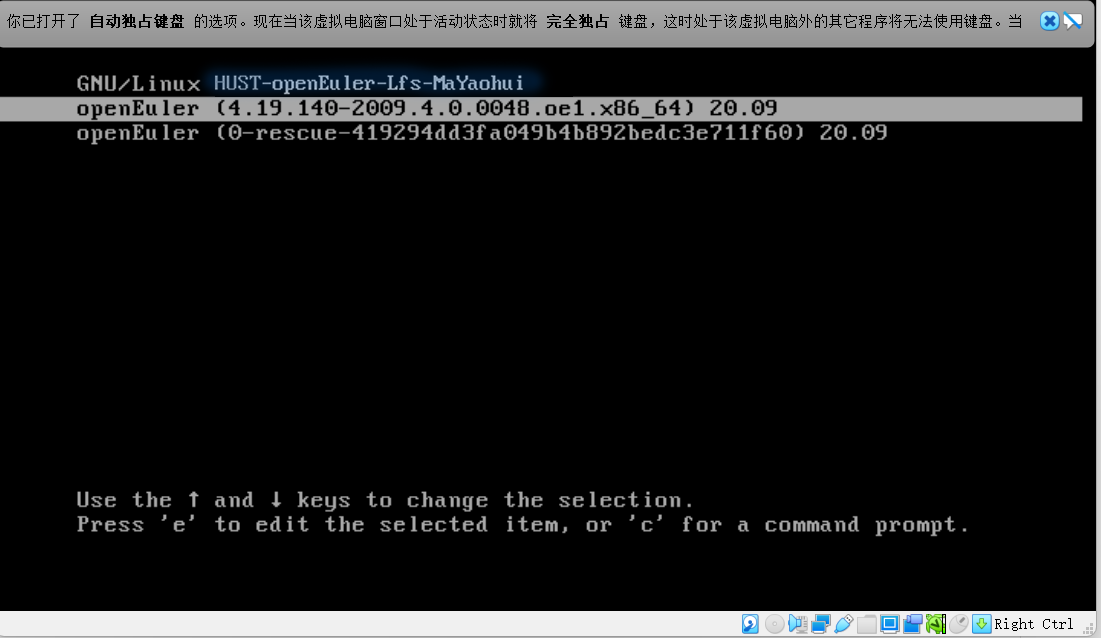 你已打开了 自动独占键盘 的选项。现在当该虚拟电脑窗口处于活动状态时就将 完全独占 键盘，这时处于该虚拟电脑外的其它程序将无法使用键盘。当
GNU/Linux HUST-openEuler-Lfs-MaYaohui
openEuler (4.19.140-2009.4.0.0048.oe1.x86_64) 20.09
openEuler (0-rescue-419294dd3fa049b4b892bedc3e711f60) 20.09
Use the ↑ and ↓ keys to change the selection.
Press 'e' to edit the selected item, or 'c' for a command prompt.
Right Ctrl